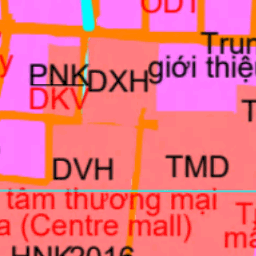 ODT
Trun
giới thiệu
PNK DXH
DKV
DVH
TMD
tâm thương mại
a (Centre mall)
HNK2016